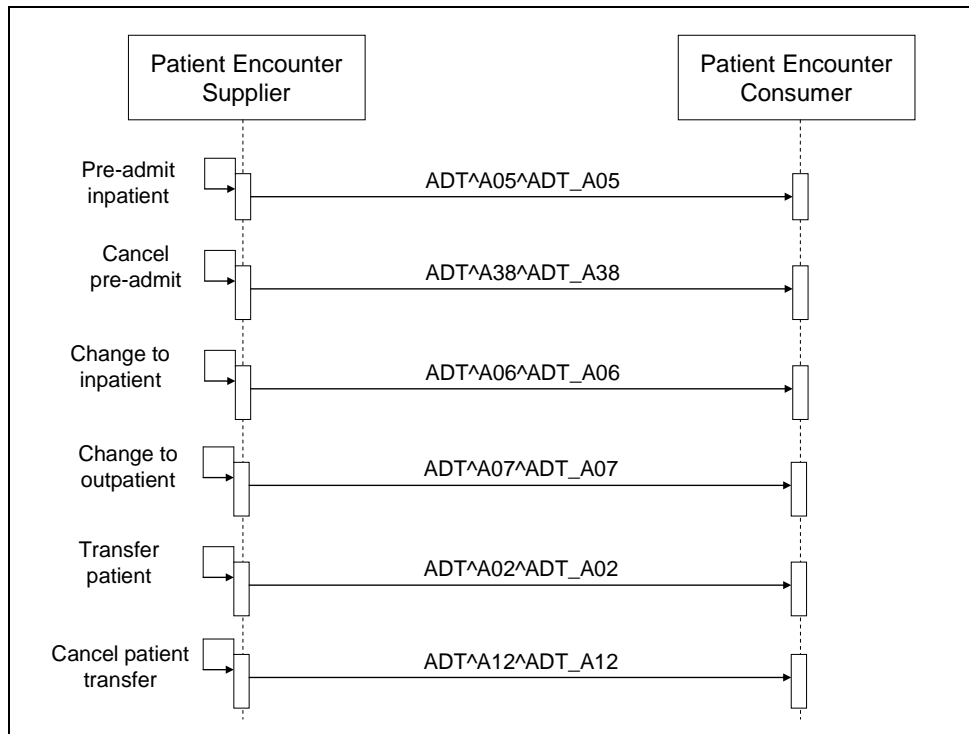 Patient Encounter
Supplier
Patient Encounter
Consumer
Pre-admit
inpatient
ADT^A05^ADT_A05
Cancel
pre-admit
ADT^A38^ADT_A38
Change to
inpatient
ADT^A06^ADT_A06
Change to
outpatient
ADT^A07^ADT_A07
Transfer
patient
ADT^A02^ADT_A02
Cancel patient
transfer
ADT^A12^ADT_A12